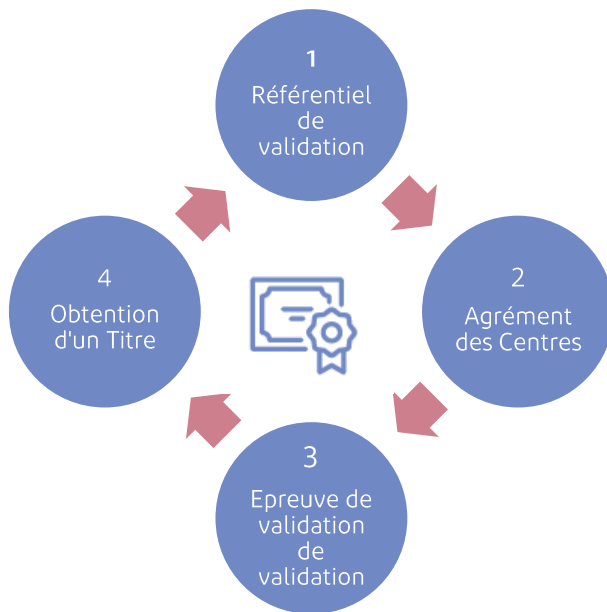 1
Référentiel
de
validation
2
Agrément
des Centres
3
Epreuve de
validation
de
validation
4
Obtention
d'un Titre